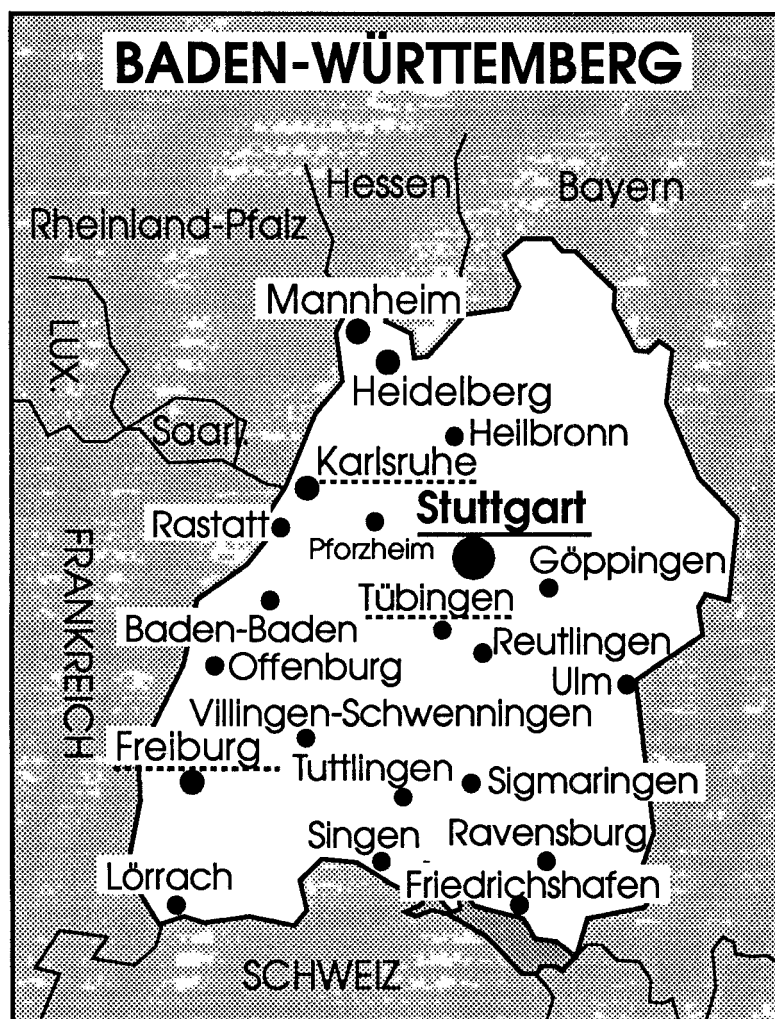 BADEN-WÜRTTEMBERG
Hessen
Bayern
Rheinland-Pfalz
Mannheim
LUX.
Heidelberg
Saarl.
Heilbronn
Karlsruhe
Stuttgart
Rastatt
Pforzheim
Göppingen
FRANKREICH
Tübingen
Baden-Baden
Reutlingen
Offenburg
Ulm
Villingen-Schwenningen
Freiburg
Tuttlingen
Sigmaringen
Singen
Ravensburg
Lörrach
Friedrichshafen
SCHWEIZ